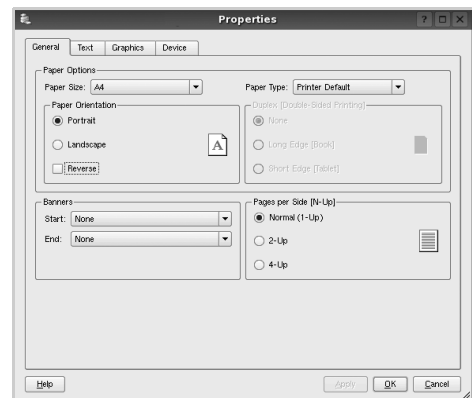 Properties
General Text Graphics Device
Paper Options
Paper Size: A4 Paper Type: Printer Default
Paper Orientation
Portrait
Landscape
Reverse
A
Duplex [Double-Sided Printing]
None
Long Edge [Book]
Short Edge [Tablet]
Banners
Start: None
End: None
Pages per Side [N-Up]
Normal (1-Up)
2-Up
4-Up
Help Apply OK Cancel